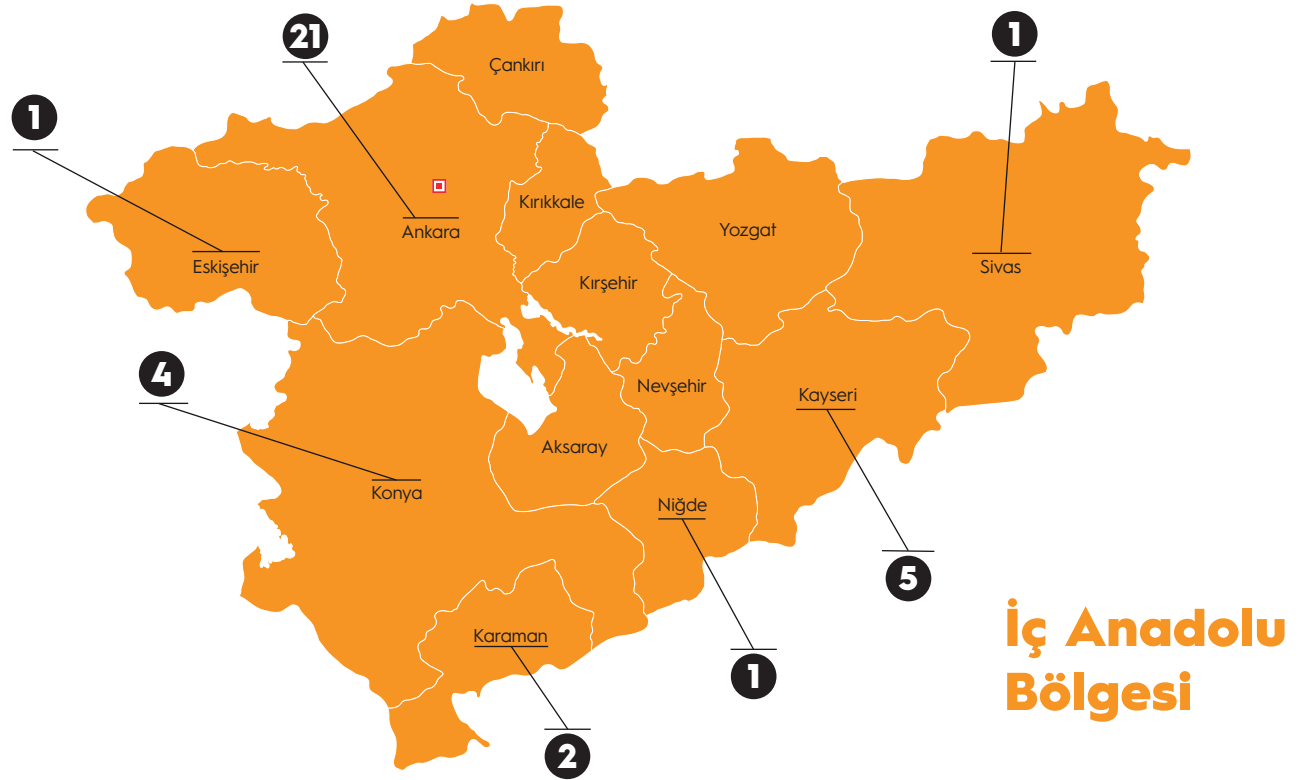 21
1
Çankırı
1
Kırıkkale
Ankara
Yozgat
Eskişehir
Sivas
Kırşehir
4
Nevşehir
Kayseri
Aksaray
Konya
Niğde
5
İç Anadolu
Bölgesi
Karaman
1
2